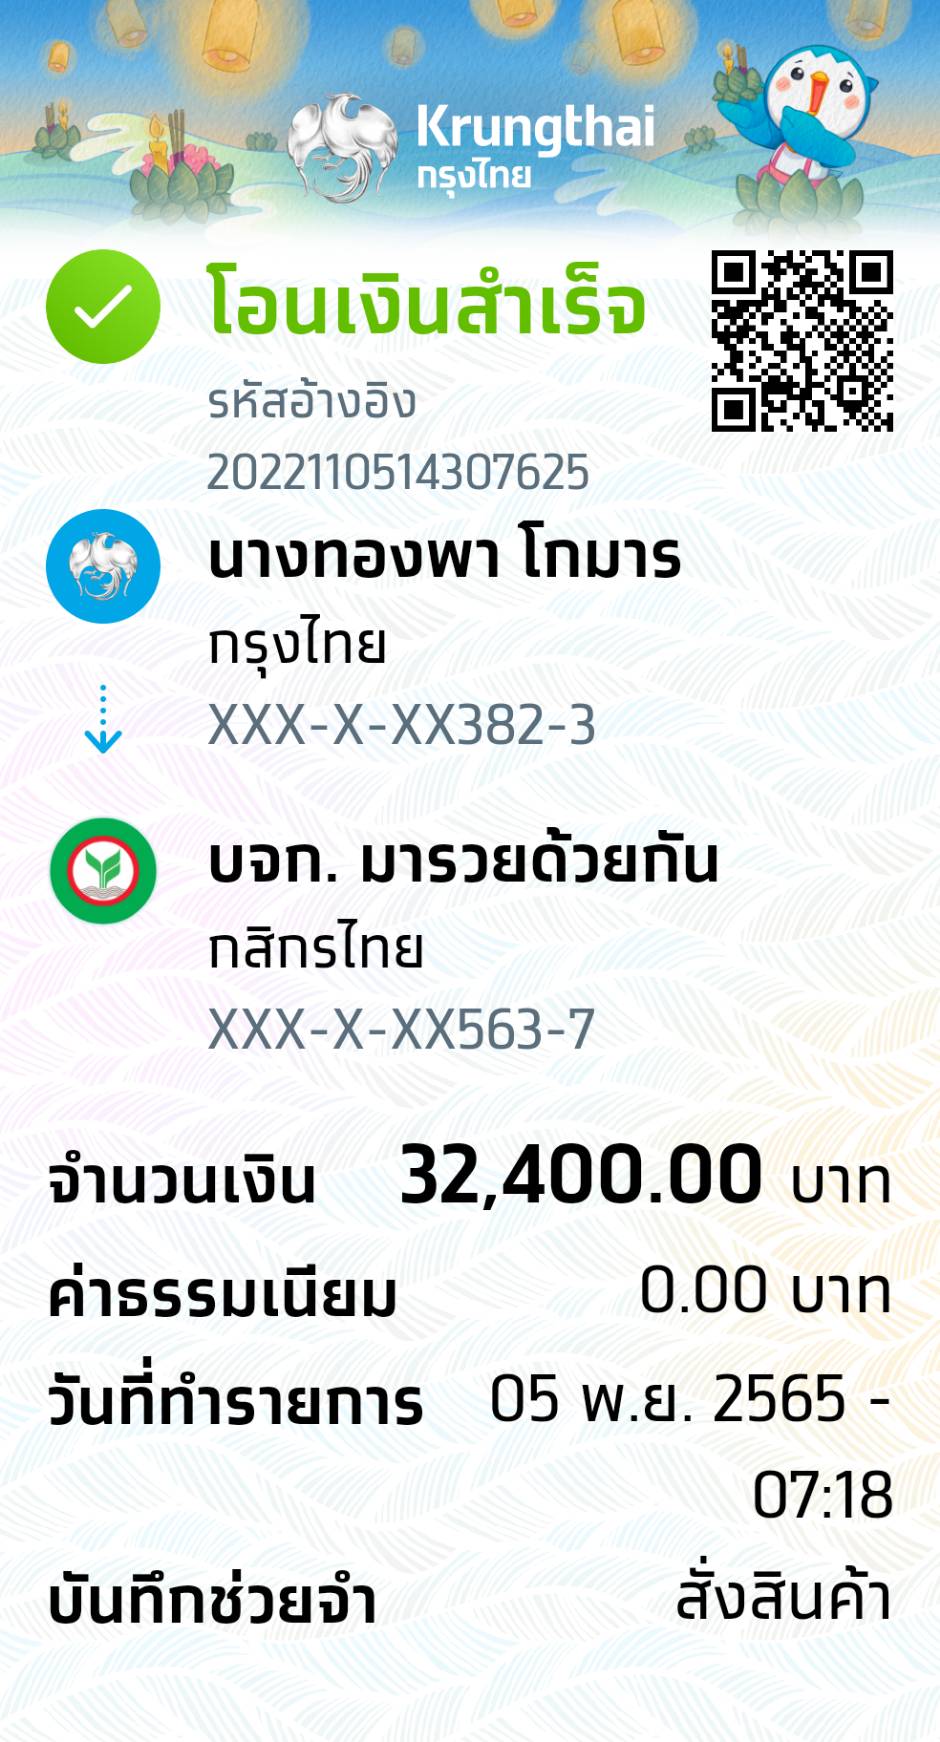 Krungthai
กรุงไทย
โอนเงินสำเร็จ
รหัสอ้างอิง
2022110514307625
นางทองพา โกมาร
กรุงไทย
XXX-X-XX382-3
บจก. มารวยด้วยกัน
กสิกรไทย
XXX-X-XX563-7
จำนวนเงิน 32,400.00 บาท
ค่าธรรมเนียม 0.00 บาท
วันที่ทำรายการ 05 พ.ย. 2565 -
07:18
บันทึกช่วยจำ สั่งสินค้า